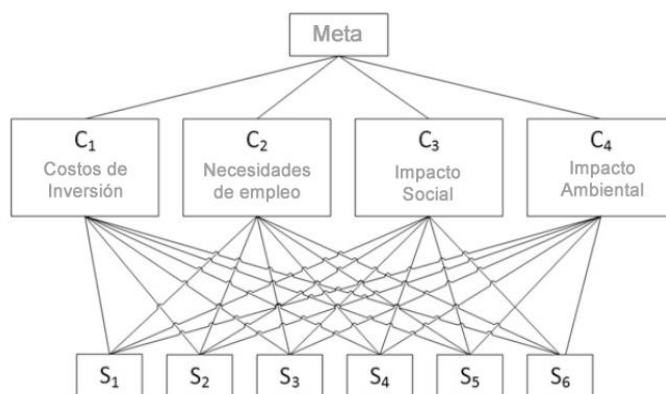 Meta
C₁
Costos de
Inversión
C₂
Necesidades
de empleo
C₃
Impacto
Social
C₄
Impacto
Ambiental
S₁
S₂
S₃
S₄
S₅
S₆